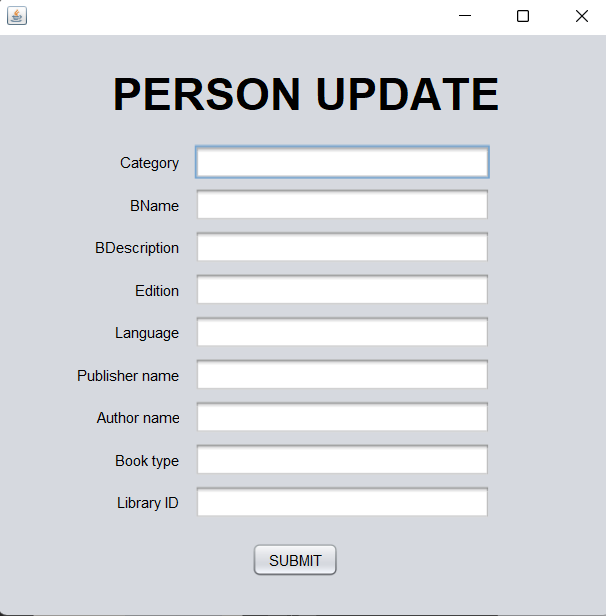 PERSON UPDATE
Category
BName
BDescription
Edition
Language
Publisher name
Author name
Book type
Library ID
SUBMIT